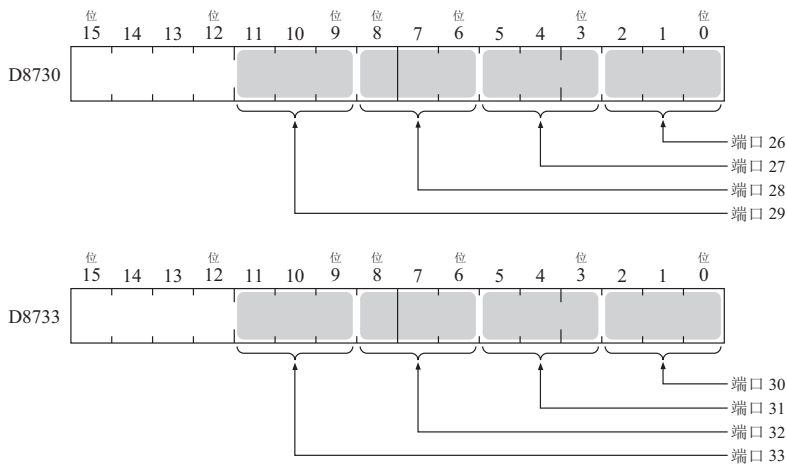 位 位 位 位 位 位 位
15 14 13 12 11 10 9 8 7 6 5 4 3 2 1 0
D8730
端口 26
端口 27
端口 28
端口 29
位 位 位 位 位 位 位
15 14 13 12 11 10 9 8 7 6 5 4 3 2 1 0
D8733
端口 30
端口 31
端口 32
端口 33